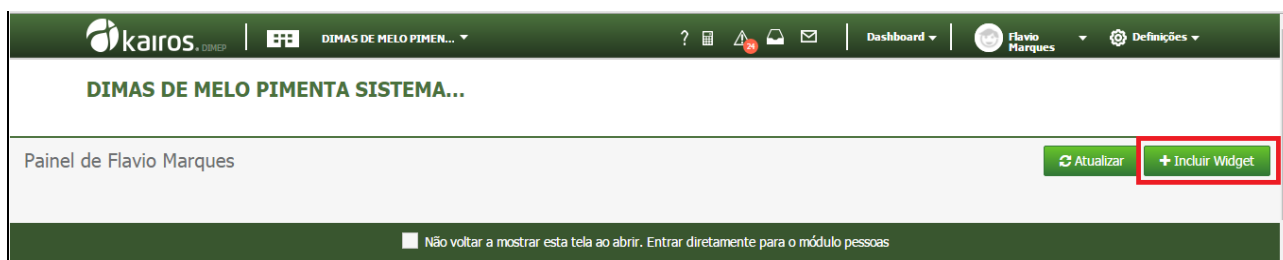 kairos. DIMEP
DIMAS DE MELO PIMEN...
?
24
Dashboard
Flavio
Marques
Definições
DIMAS DE MELO PIMENTA SISTEMA...
Painel de Flavio Marques
Atualizar
+ Incluir Widget
Não voltar a mostrar esta tela ao abrir. Entrar diretamente para o módulo pessoas